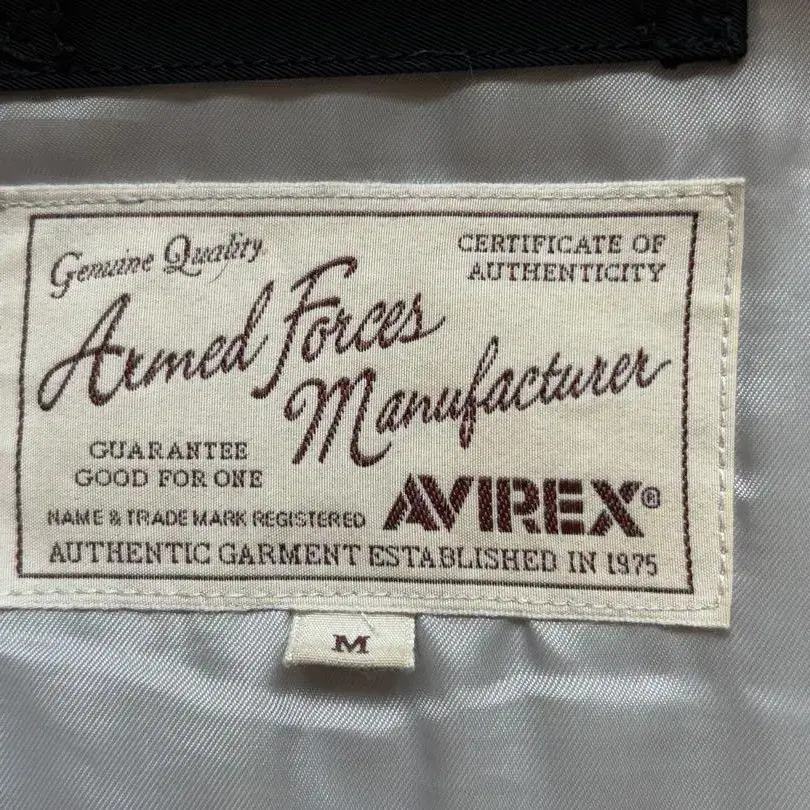 Genuine Quality
CERTIFICATE OF
AUTHENTICITY
Armed Forces
Manufacturer
GUARANTEE
GOOD FOR ONE
NAME & TRADE MARK REGISTERED
AVIREX®
AUTHENTIC GARMENT ESTABLISHED IN 1975
M